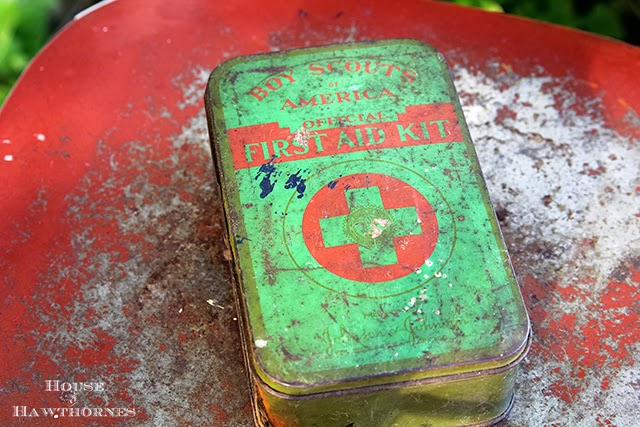 BOY SCOUTS
OF
AMERICA
OFFICIAL
FIRST AID KIT
HOUSE
of
HAWTHORNES